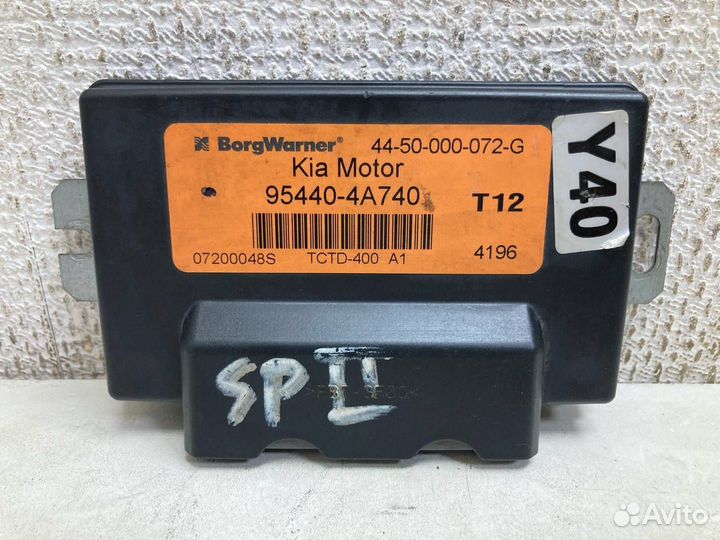 BorgWarner® 44-50-000-072-G
Kia Motor
95440-4A740 T12
07200048S TCTD-400 A1 4196
Y40
SP II
Avito